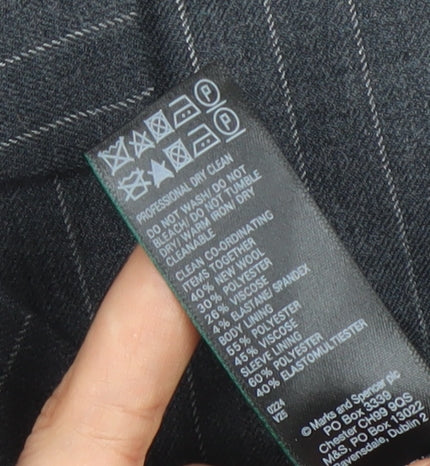 P
P
PROFESSIONAL DRY CLEAN
DO NOT WASH/ DO NOT
BLEACH/ DO NOT TUMBLE
DRY/ WARM IRON/ DRY
CLEANABLE
CLEAN CO-ORDINATING
ITEMS TOGETHER
40% NEW WOOL
30% POLYESTER
26% VISCOSE
4% ELASTANE/SPANDEX
BODY LINING
55% POLYESTER
45% VISCOSE
SLEEVE LINING
60% POLYESTER
40% ELASTOMULTIESTER
UZ24
V25
© Marks and Spencer plc
PO Box 3339
Chester CH99 9QS
M&S, PO Box 13022
Dublin 2